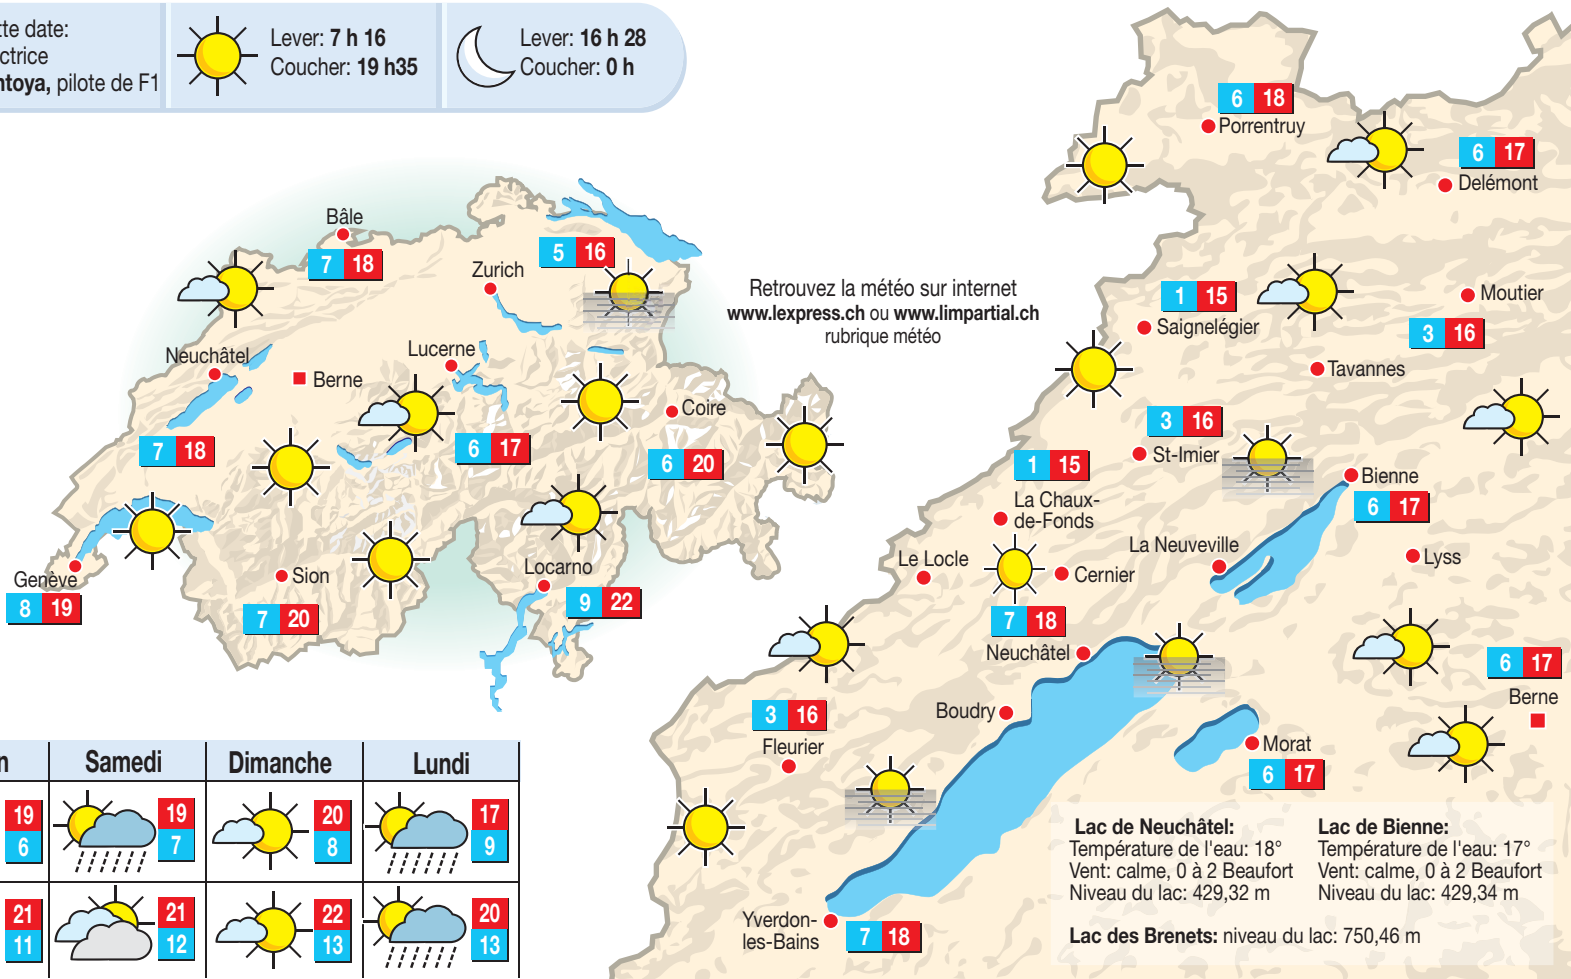 tte date:
ctrice
ntoya, pilote de F1
Lever: 7 h 16
Coucher: 19 h35
Lever: 16 h 28
Coucher: 0 h
Bâle
7 18
Zurich
5 16
Neuchâtel
7 18
Berne
Lucerne
6 17
Coire
6 20
Genève
8 19
Sion
7 20
Locarno
9 22
Retrouvez la météo sur internet
www.lexpress.ch ou www.limpartial.ch
rubrique météo
6 18
Porrentruy
6 17
Delémont
1 15
Saignelégier
Moutier
3 16
Tavannes
3 16
St-Imier
1 15
La Chaux-
de-Fonds
Bienne
6 17
Le Locle
Cernier
La Neuveville
Lyss
7 18
Neuchâtel
Boudry
3 16
Fleurier
6 17
Berne
Morat
6 17
Yverdon-
les-Bains
7 18
Lac de Neuchâtel:
Température de l'eau: 18°
Vent: calme, 0 à 2 Beaufort
Niveau du lac: 429,32 m
Lac de Bienne:
Température de l'eau: 17°
Vent: calme, 0 à 2 Beaufort
Niveau du lac: 429,34 m
Lac des Brenets: niveau du lac: 750,46 m
n Samedi Dimanche Lundi
19 19 20 17
6 7 8 9
21 21 22 20
11 12 13 13